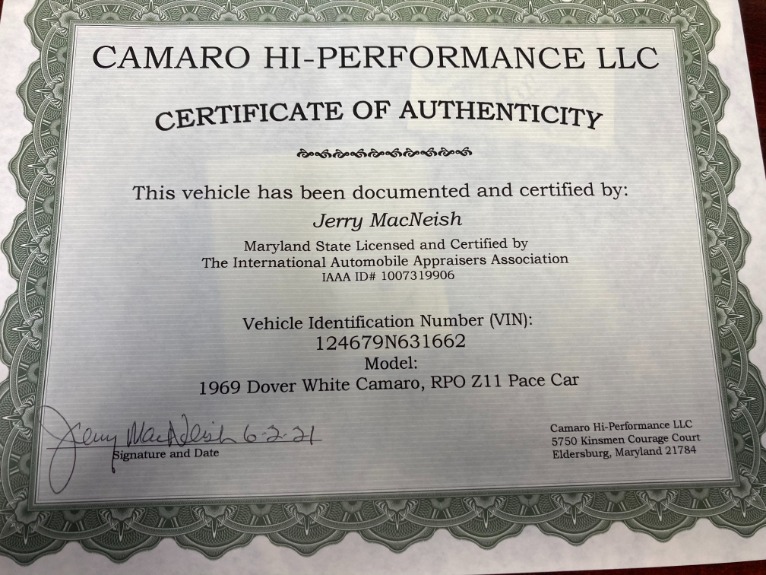 CAMARO HI-PERFORMANCE LLC
CERTIFICATE OF AUTHENTICITY
This vehicle has been documented and certified by:
Jerry MacNeish
Maryland State Licensed and Certified by
The International Automobile Appraisers Association
IAAA ID# 1007319906
Vehicle Identification Number (VIN):
124679N631662
Model:
1969 Dover White Camaro, RPO Z11 Pace Car
Jerry MacNeish 6-2-21
Signature and Date
Camaro Hi-Performance LLC
5750 Kinsmen Courage Court
Eldersburg, Maryland 21784